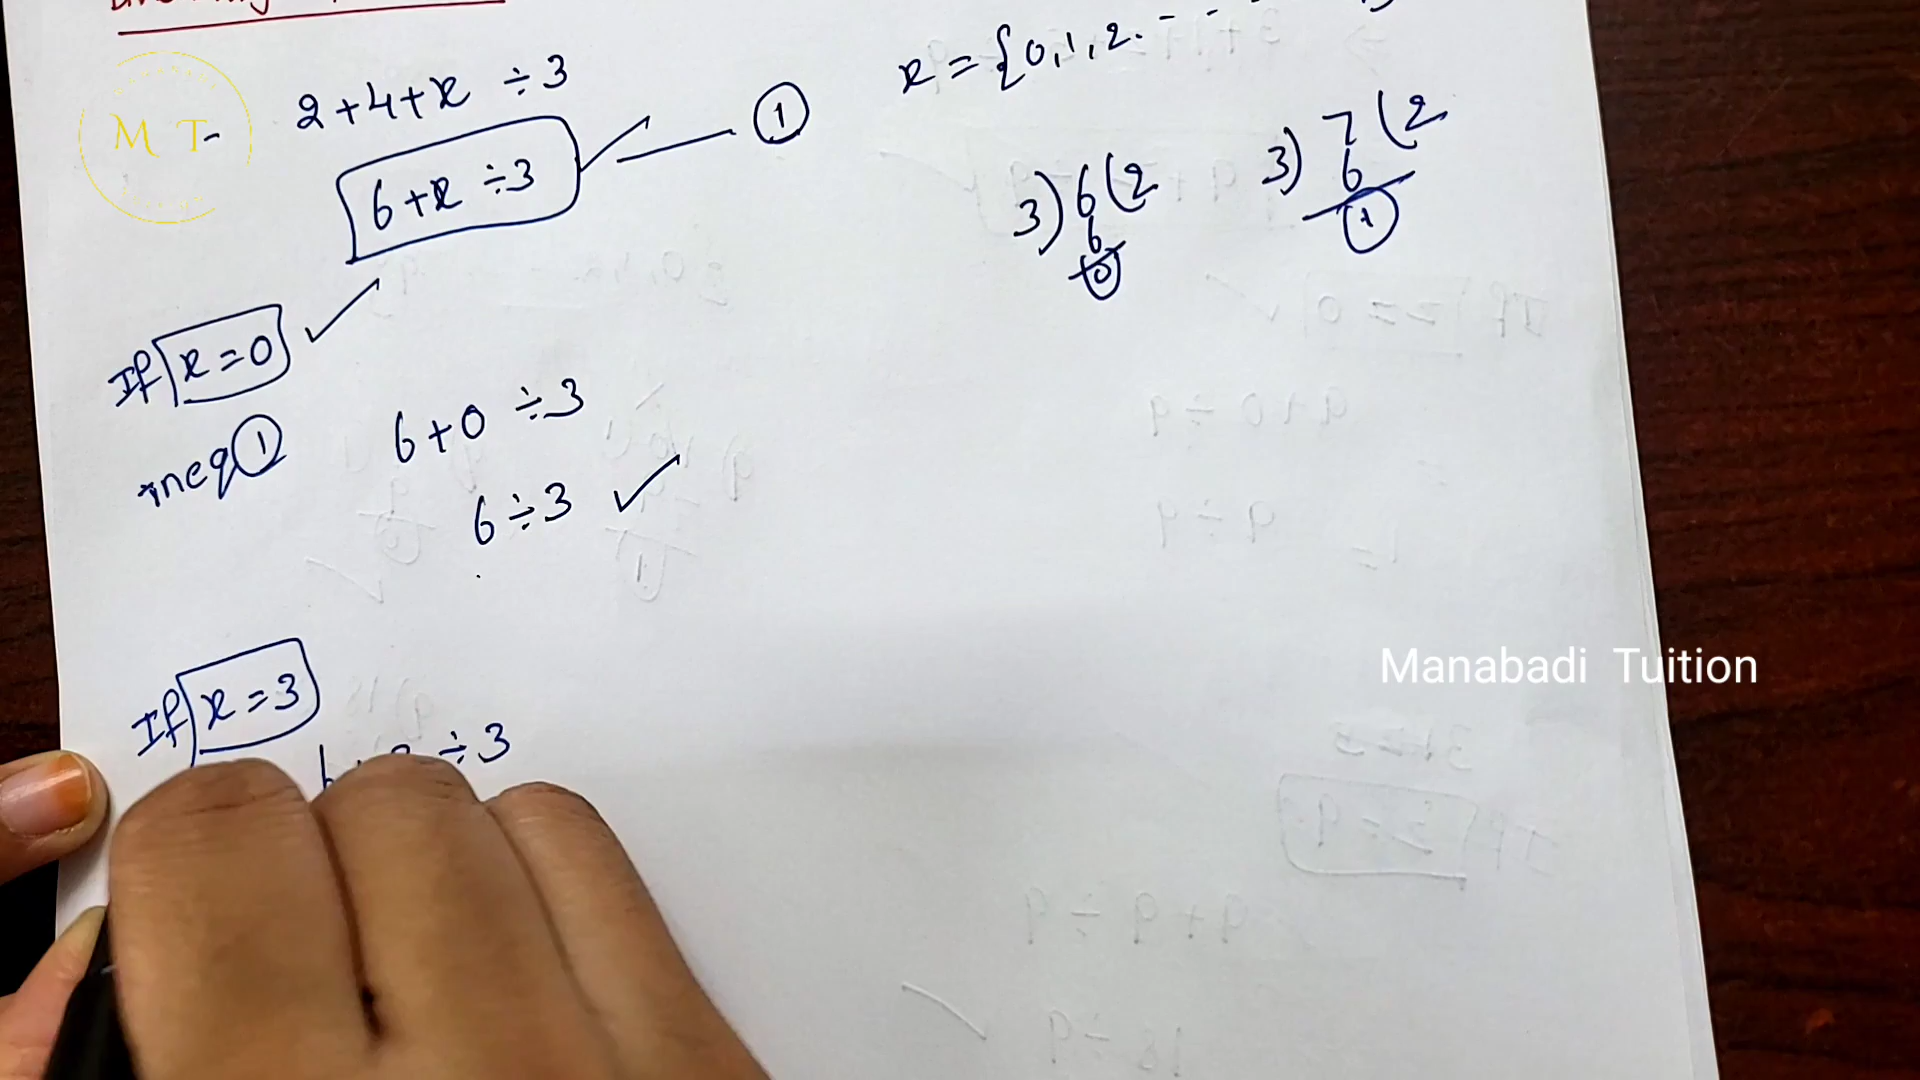 M T
2+4+x ÷3
6+x ÷3 ①
x = {0,1,2. - - -
3) 6 (2
6
0
3) 7 (2
6
1
If x=0
in eq ① 6+0 ÷3
6÷3 ✓
If x=3
÷3
Manabadi Tuition